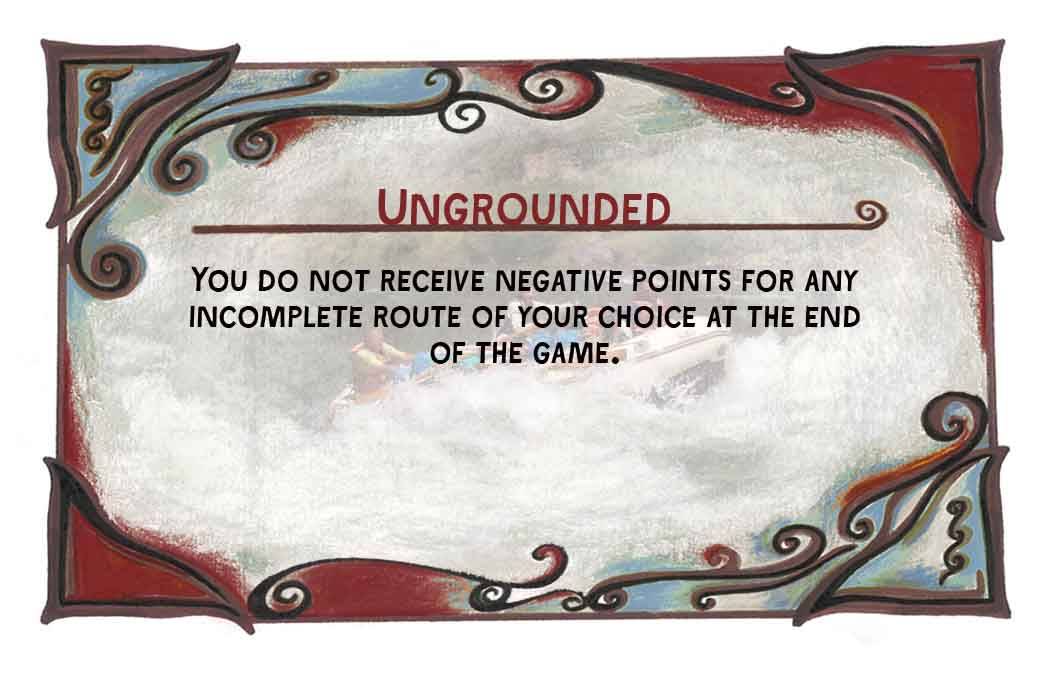 Ungrounded
You do not receive negative points for any
incomplete route of your choice at the end
of the game.